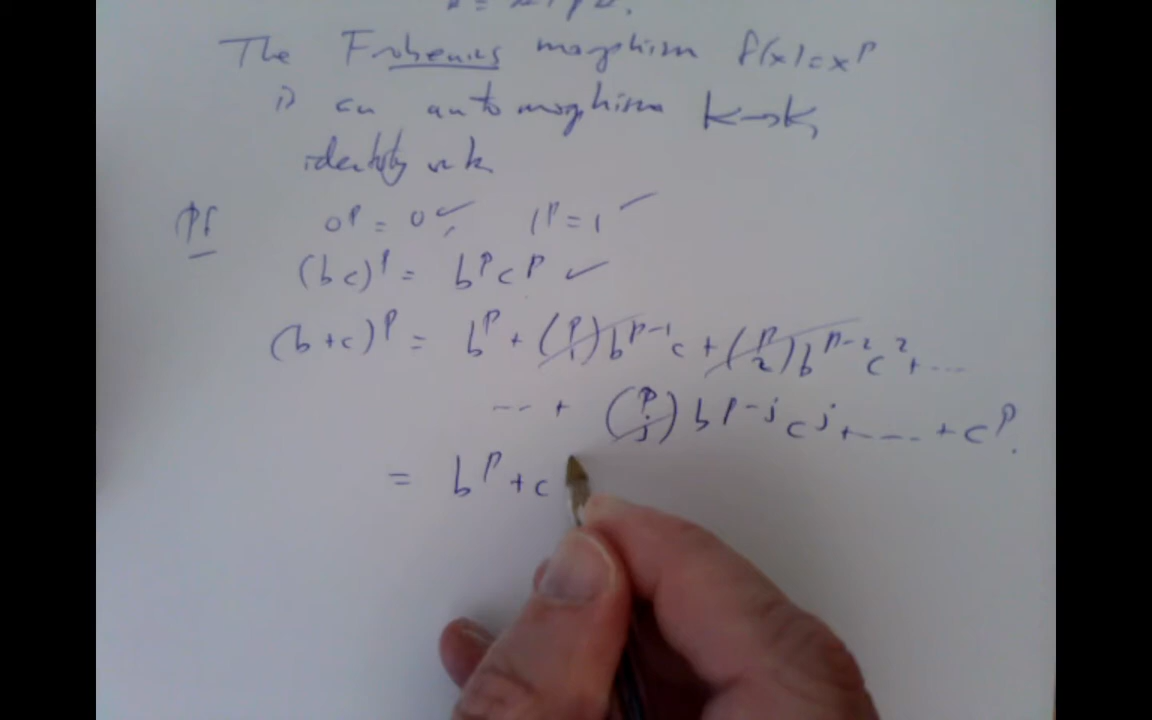 The Frobenius morphism f(x)=x^p
is an automorphism K→K,
identity on k.
Pf 0^p = 0 ✓, 1^p = 1 ✓
(bc)^p = b^p c^p ✓
(b+c)^p = b^p + (p 1) b^{p-1} c + (p 2) b^{p-2} c^2 + ...
... + (p j) b^{p-j} c^j + ... + c^p.
= b^p + c